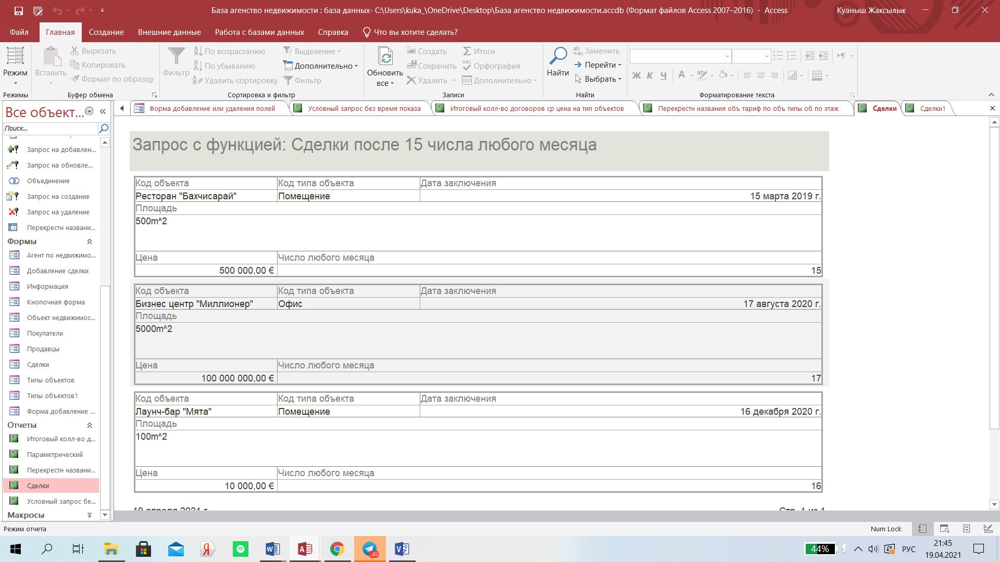 База агенство недвижимости : база данных- C:\Users\kuka_\OneDrive\Desktop\База агенство недвижимости.accdb (Формат файлов Access 2007–2016) - Access
Куаныш Жаксылык
Файл Главная Создание Внешние данные Работа с базами данных Справка Что вы хотите сделать?
Режим
Режимы
Вставить
Вырезать
Копировать
Формат по образцу
Буфер обмена
Фильтр
По возрастанию
По убыванию
Удалить сортировку
Выделение
Дополнительно
Фильтр
Сортировка и фильтр
Обновить
все
Создать
Сохранить
Удалить
Итоги
Орфография
Дополнительно
Записи
Найти
Заменить
Перейти
Выбрать
Найти
Ж К Ч А
Форматирование текста
Все объект...
Поиск...
Запрос на добавлен...
Запрос на обновле...
Объединение
Запрос на создание
Запрос на удаление
Перекрестн названи...
Формы
Агент по недвижимо...
Добавление сделки
Информация
Кнопочная форма
Объект недвижимос...
Покупатели
Продавцы
Сделки
Типы объектов
Типы объектов1
Форма добавление ...
Отчеты
Итоговый колл-во д...
Параметрический
Перекрестн названи...
Сделки
Условный запрос бе...
Макросы
Форма добавление или удаления полей Условный запрос без время показа Итоговый колл-во договоров ср цена на тип объектов Перекрестн названия объ тариф по объ типы об по этаж Сделки Сделки1
Запрос с функцией: Сделки после 15 числа любого месяца
Код объекта Код типа объекта Дата заключения
Ресторан "Бахчисарай" Помещение 15 марта 2019 г.
Площадь
500m^2
Цена Число любого месяца
500 000,00 € 15
Код объекта Код типа объекта Дата заключения
Бизнес центр "Миллионер" Офис 17 августа 2020 г.
Площадь
5000m^2
Цена Число любого месяца
100 000 000,00 € 17
Код объекта Код типа объекта Дата заключения
Лаунч-бар "Мята" Помещение 16 декабря 2020 г.
Площадь
100m^2
Цена Число любого месяца
10 000,00 € 16
19 апреля 2021 г. Стр. 1 из 1
Режим отчета Num Lock
44% РУС 21:45
19.04.2021